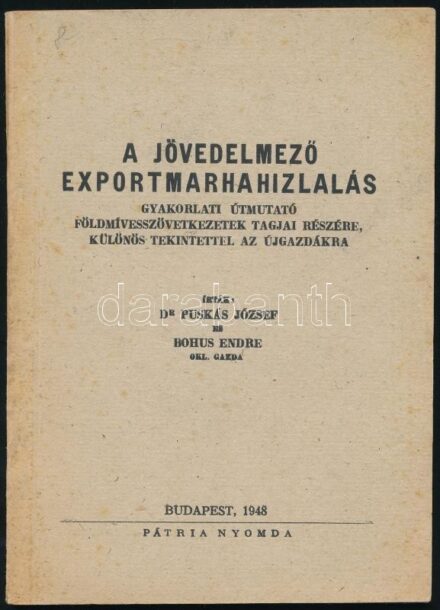 A JÖVEDELMEZŐ
EXPORTMARHAHIZLALÁS
GYAKORLATI ÚTMUTATÓ
FÖLDMÍVESSZÖVETKEZETEK TAGJAI RÉSZÉRE,
KÜLÖNÖS TEKINTETTEL AZ ÚJGAZDÁKRA
ÍRTÁK:
DR PUSKÁS JÓZSEF
ÉS
BOHUS ENDRE
OKL. GAZDA
darabanth
BUDAPEST, 1948
PÁTRIA NYOMDA